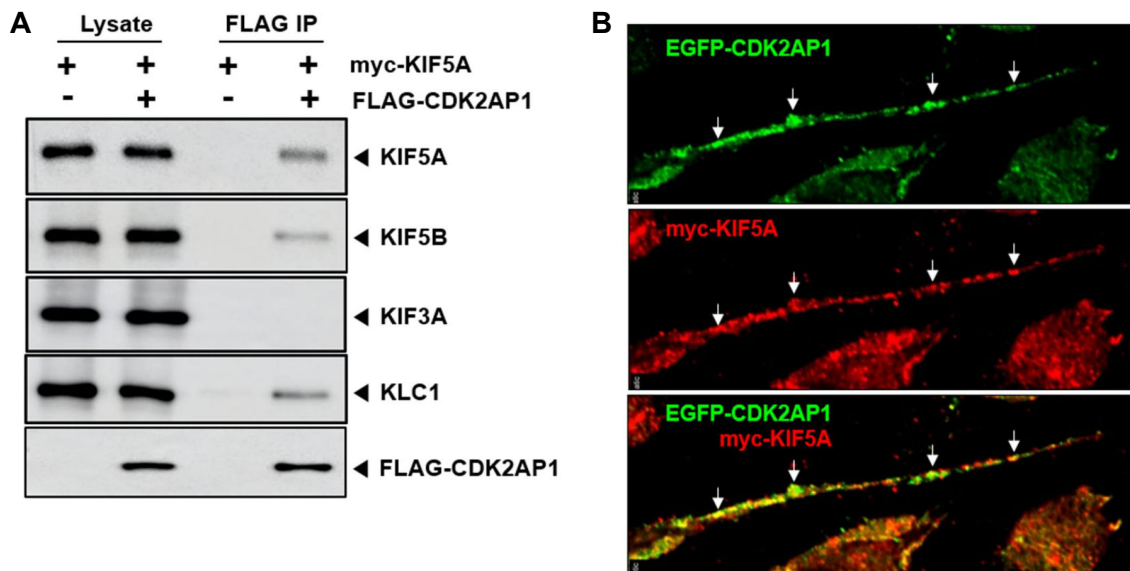 A
Lysate
FLAG IP
+ + + + myc-KIF5A
- + - + FLAG-CDK2AP1
◄ KIF5A
◄ KIF5B
◄ KIF3A
◄ KLC1
◄ FLAG-CDK2AP1
B
EGFP-CDK2AP1
myc-KIF5A
EGFP-CDK2AP1
myc-KIF5A